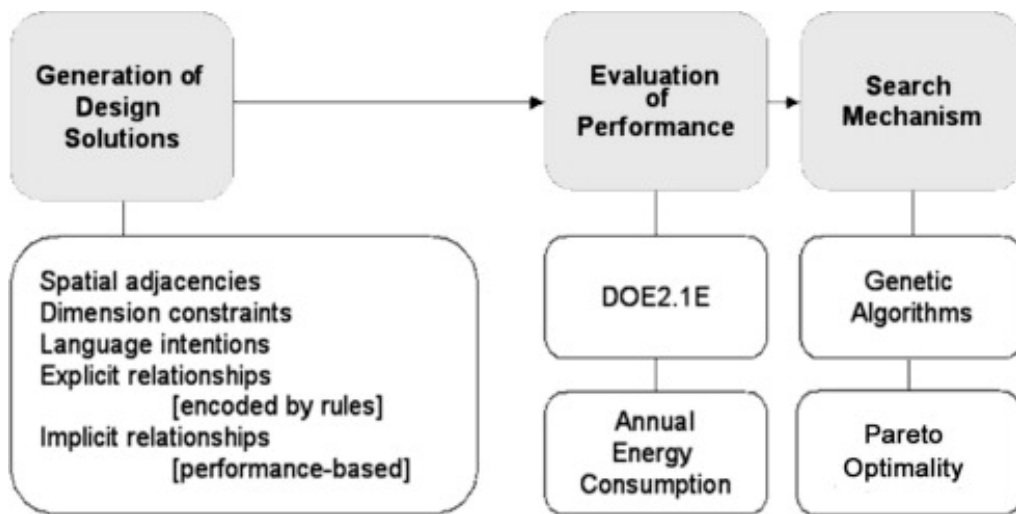 Generation of
Design
Solutions
Evaluation
of
Performance
Search
Mechanism
Spatial adjacencies
Dimension constraints
Language intentions
Explicit relationships
[encoded by rules]
Implicit relationships
[performance-based]
DOE2.1E
Annual
Energy
Consumption
Genetic
Algorithms
Pareto
Optimality